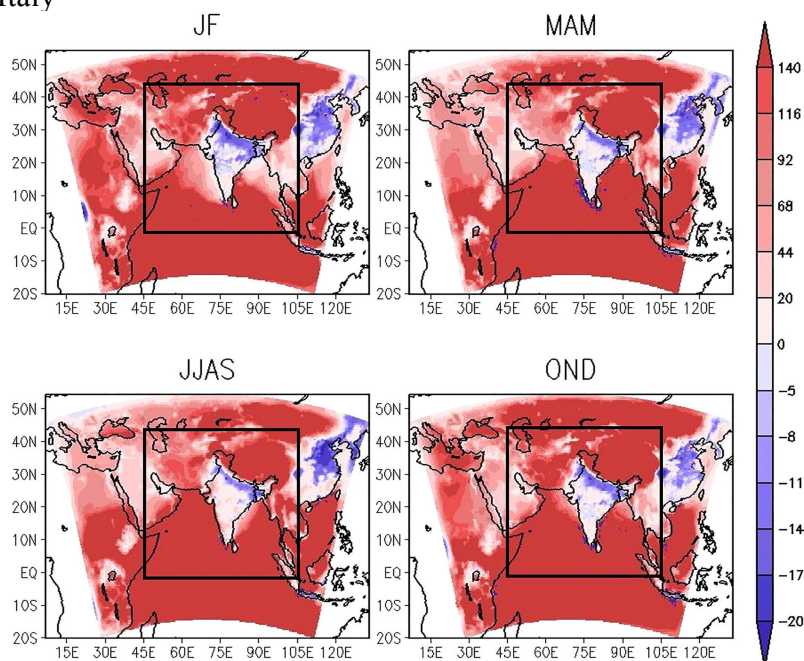 JF MAM
50N 50N 140
40N 40N 116
30N 30N 92
20N 20N 68
10N 10N 44
EQ EQ 20
10S 10S 0
20S 20S -5
15E 30E 45E 60E 75E 90E 105E 120E 15E 30E 45E 60E 75E 90E 105E 120E
JJAS OND -8
50N 50N -11
40N 40N -14
30N 30N -17
20N 20N -20
10N 10N
EQ EQ
10S 10S
20S 20S
15E 30E 45E 60E 75E 90E 105E 120E 15E 30E 45E 60E 75E 90E 105E 120E